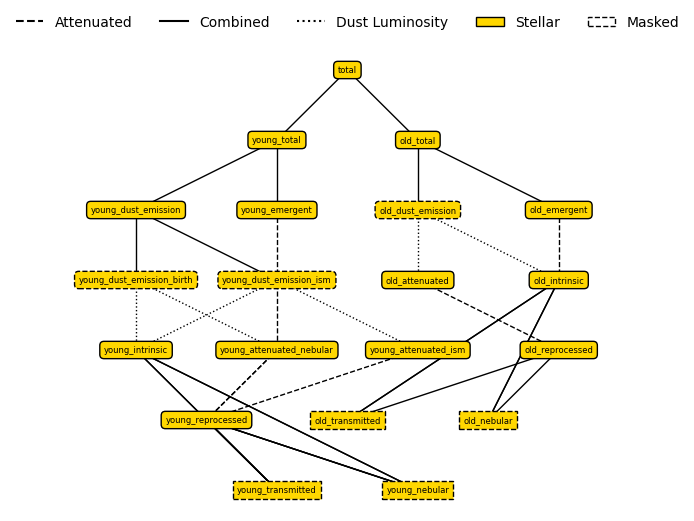 Attenuated Combined Dust Luminosity Stellar Masked
total
young_total old_total
young_dust_emission young_emergent old_dust_emission old_emergent
young_dust_emission_birth young_dust_emission_ism old_attenuated old_intrinsic
young_intrinsic young_attenuated_nebular young_attenuated_ism old_reprocessed
young_reprocessed old_transmitted old_nebular
young_transmitted young_nebular